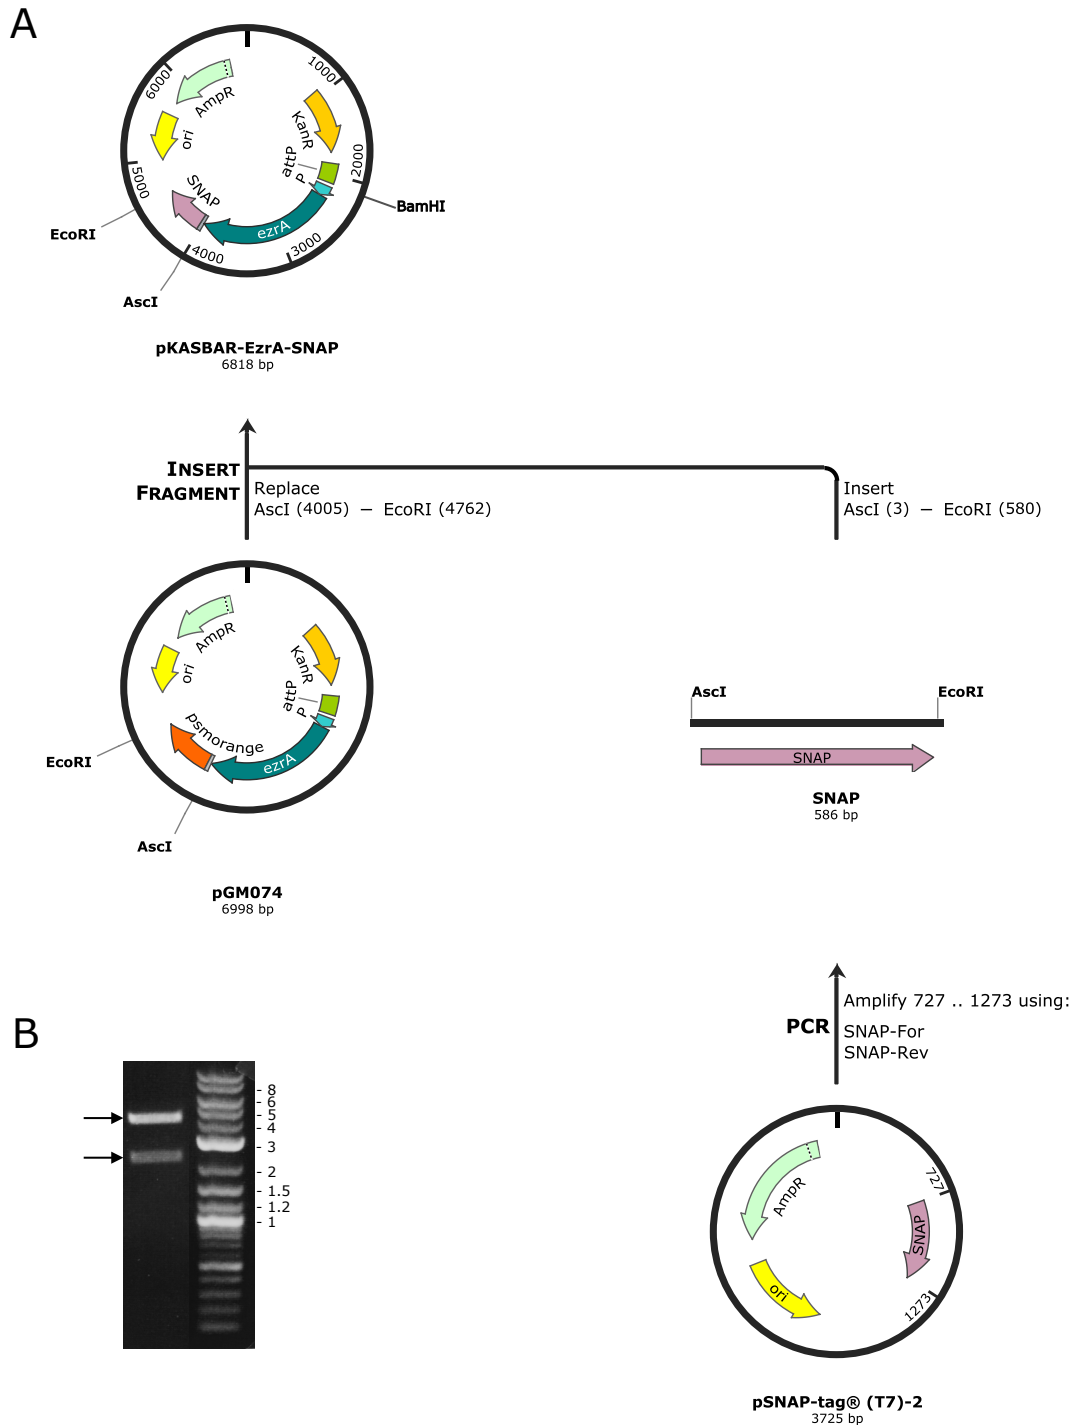 A
1000
2000
3000
4000
5000
6000
AmpR
KanR
ori
attP
P
SNAP
ezrA
BamHI
EcoRI
AscI
pKASBAR-EzrA-SNAP
6818 bp
INSERT
FRAGMENT
Replace
AscI (4005) – EcoRI (4762)
Insert
AscI (3) – EcoRI (580)
AmpR
KanR
ori
attP
P
psmorange
ezrA
EcoRI
AscI
pGM074
6998 bp
AscI
EcoRI
SNAP
SNAP
586 bp
PCR
Amplify 727 .. 1273 using:
SNAP-For
SNAP-Rev
B
- 8
- 6
- 5
- 4
- 3
- 2
- 1.5
- 1.2
- 1
AmpR
727
SNAP
ori
1273
pSNAP-tag® (T7)-2
3725 bp